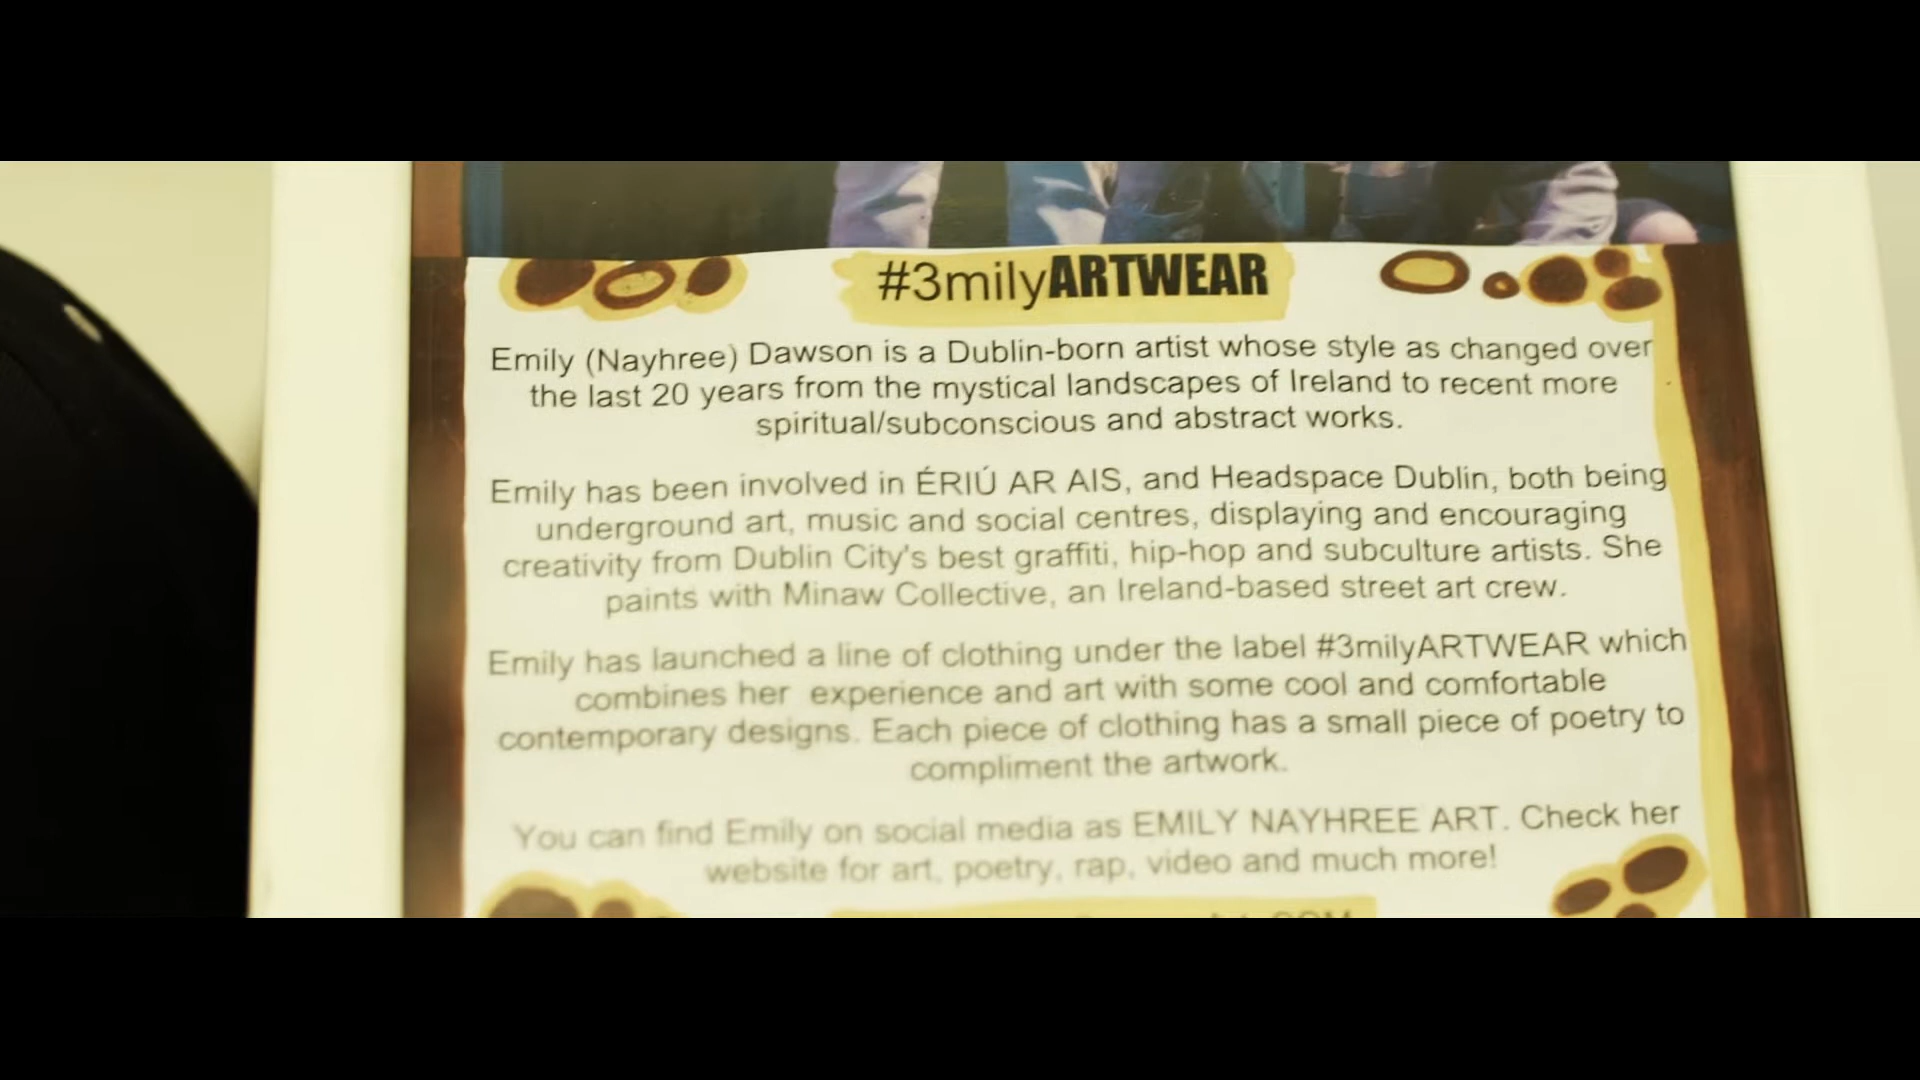 #3milyARTWEAR
Emily (Nayhree) Dawson is a Dublin-born artist whose style as changed over
the last 20 years from the mystical landscapes of Ireland to recent more
spiritual/subconscious and abstract works.
Emily has been involved in ÉRIÚ AR AIS, and Headspace Dublin, both being
underground art, music and social centres, displaying and encouraging
creativity from Dublin City's best graffiti, hip-hop and subculture artists. She
paints with Minaw Collective, an Ireland-based street art crew.
Emily has launched a line of clothing under the label #3milyARTWEAR which
combines her experience and art with some cool and comfortable
contemporary designs. Each piece of clothing has a small piece of poetry to
compliment the artwork.
You can find Emily on social media as EMILY NAYHREE ART. Check her
website for art, poetry, rap, video and much more!